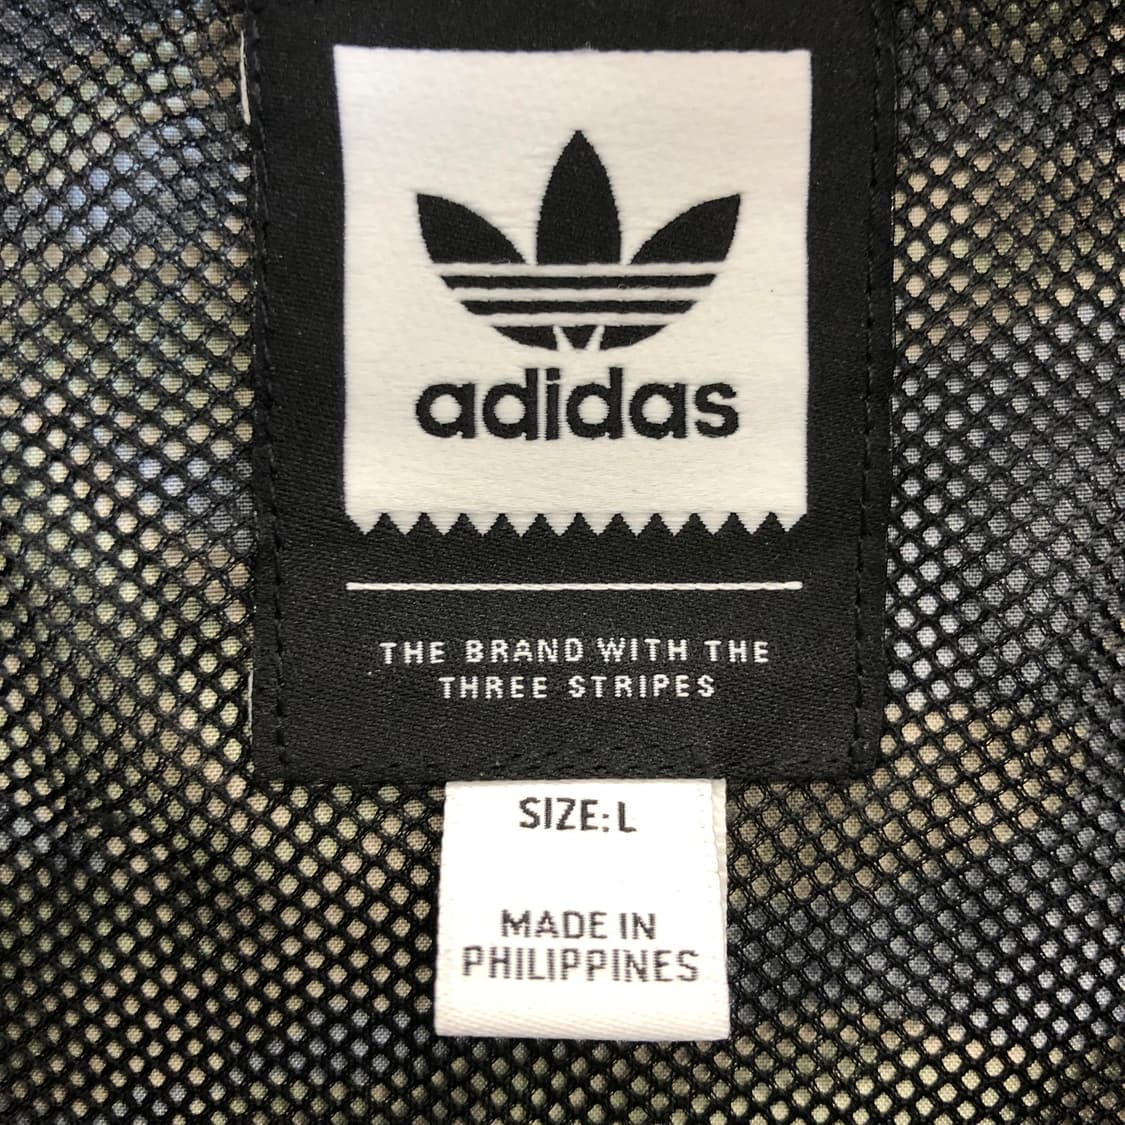 adidas
THE BRAND WITH THE
THREE STRIPES
SIZE: L
MADE IN
PHILIPPINES